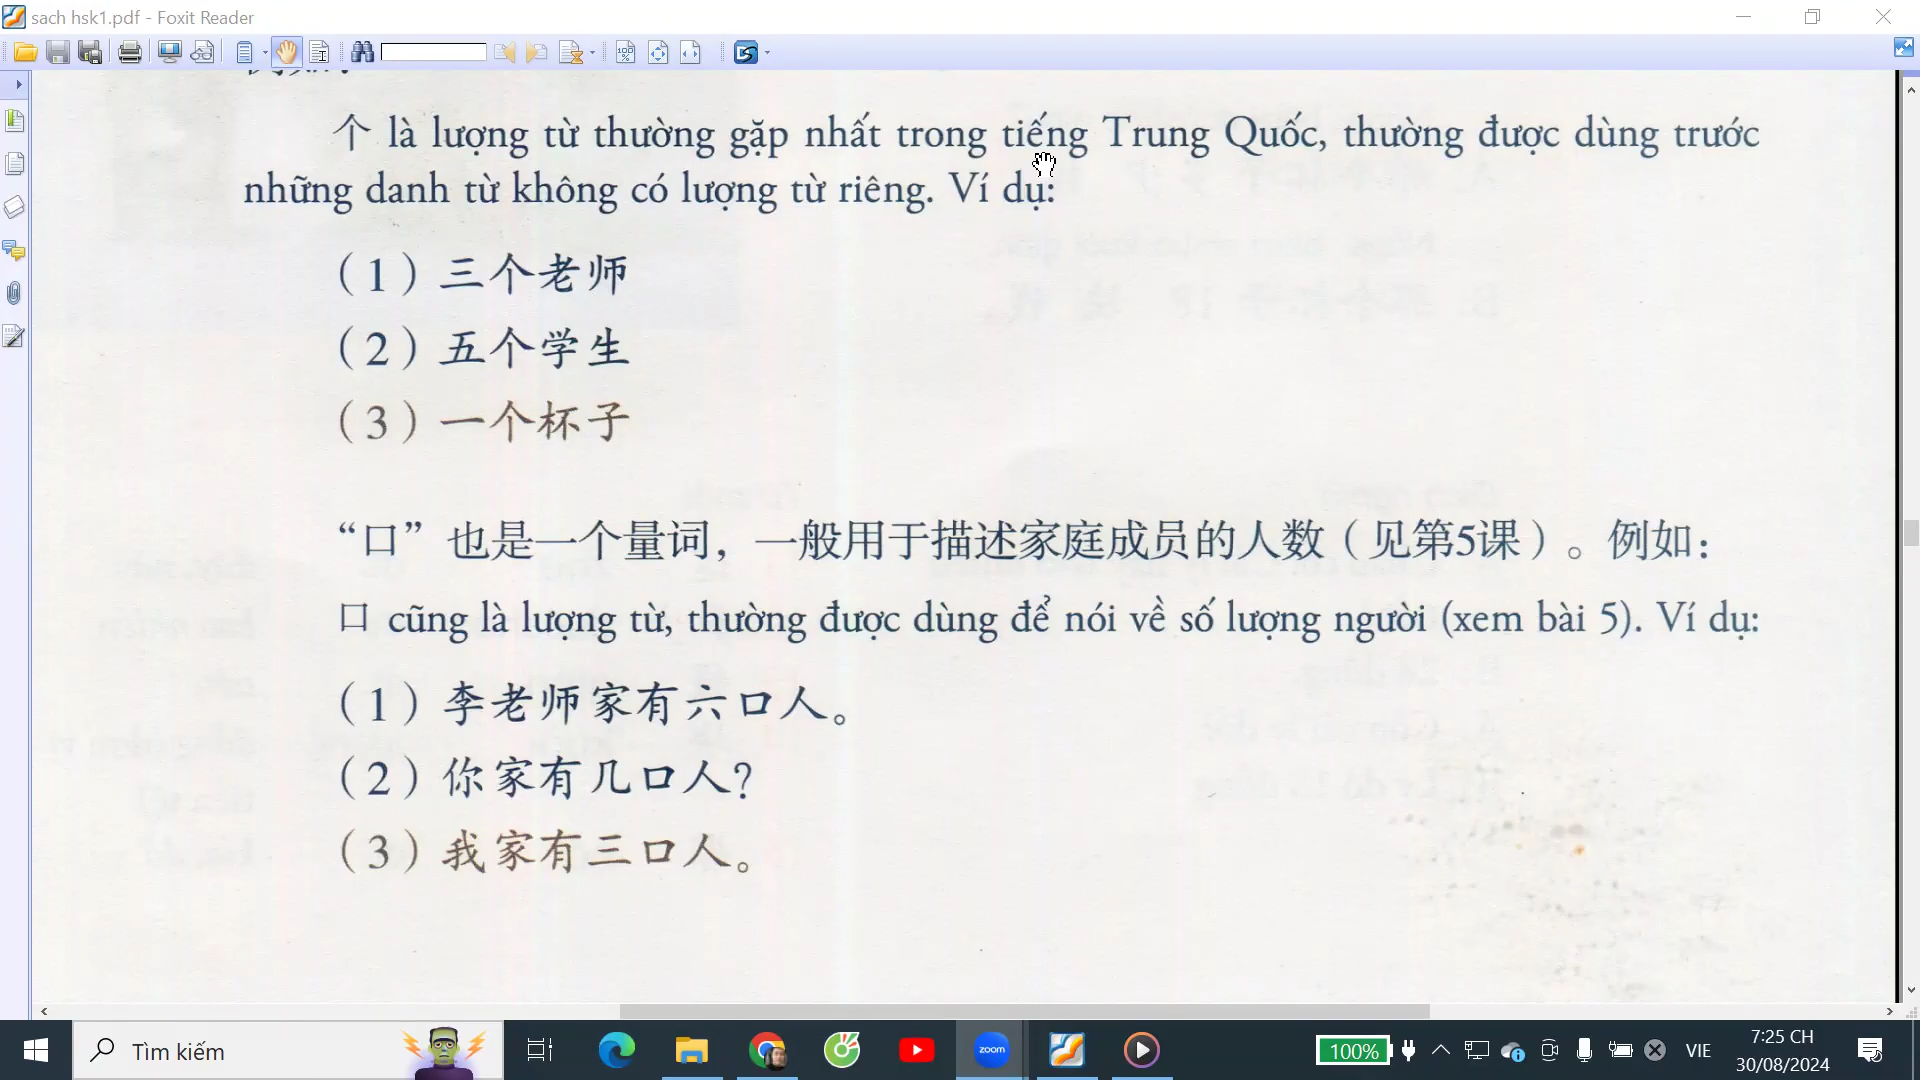 sach hsk1.pdf - Foxit Reader
个 là lượng từ thường gặp nhất trong tiếng Trung Quốc, thường được dùng trước
những danh từ không có lượng từ riêng. Ví dụ:
（1）三个老师
（2）五个学生
（3）一个杯子
“口”也是一个量词，一般用于描述家庭成员的人数（见第5课）。例如：
口 cũng là lượng từ, thường được dùng để nói về số lượng người (xem bài 5). Ví dụ:
（1）李老师家有六口人。
（2）你家有几口人？
（3）我家有三口人。
Tìm kiếm
zoom
100%
VIE
7:25 CH
30/08/2024